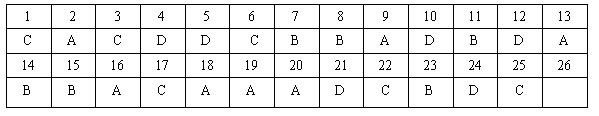 1 2 3 4 5 6 7 8 9 10 11 12 13
C A C D D C B B A D B D A
14 15 16 17 18 19 20 21 22 23 24 25 26
B B A C A A A D C B D C